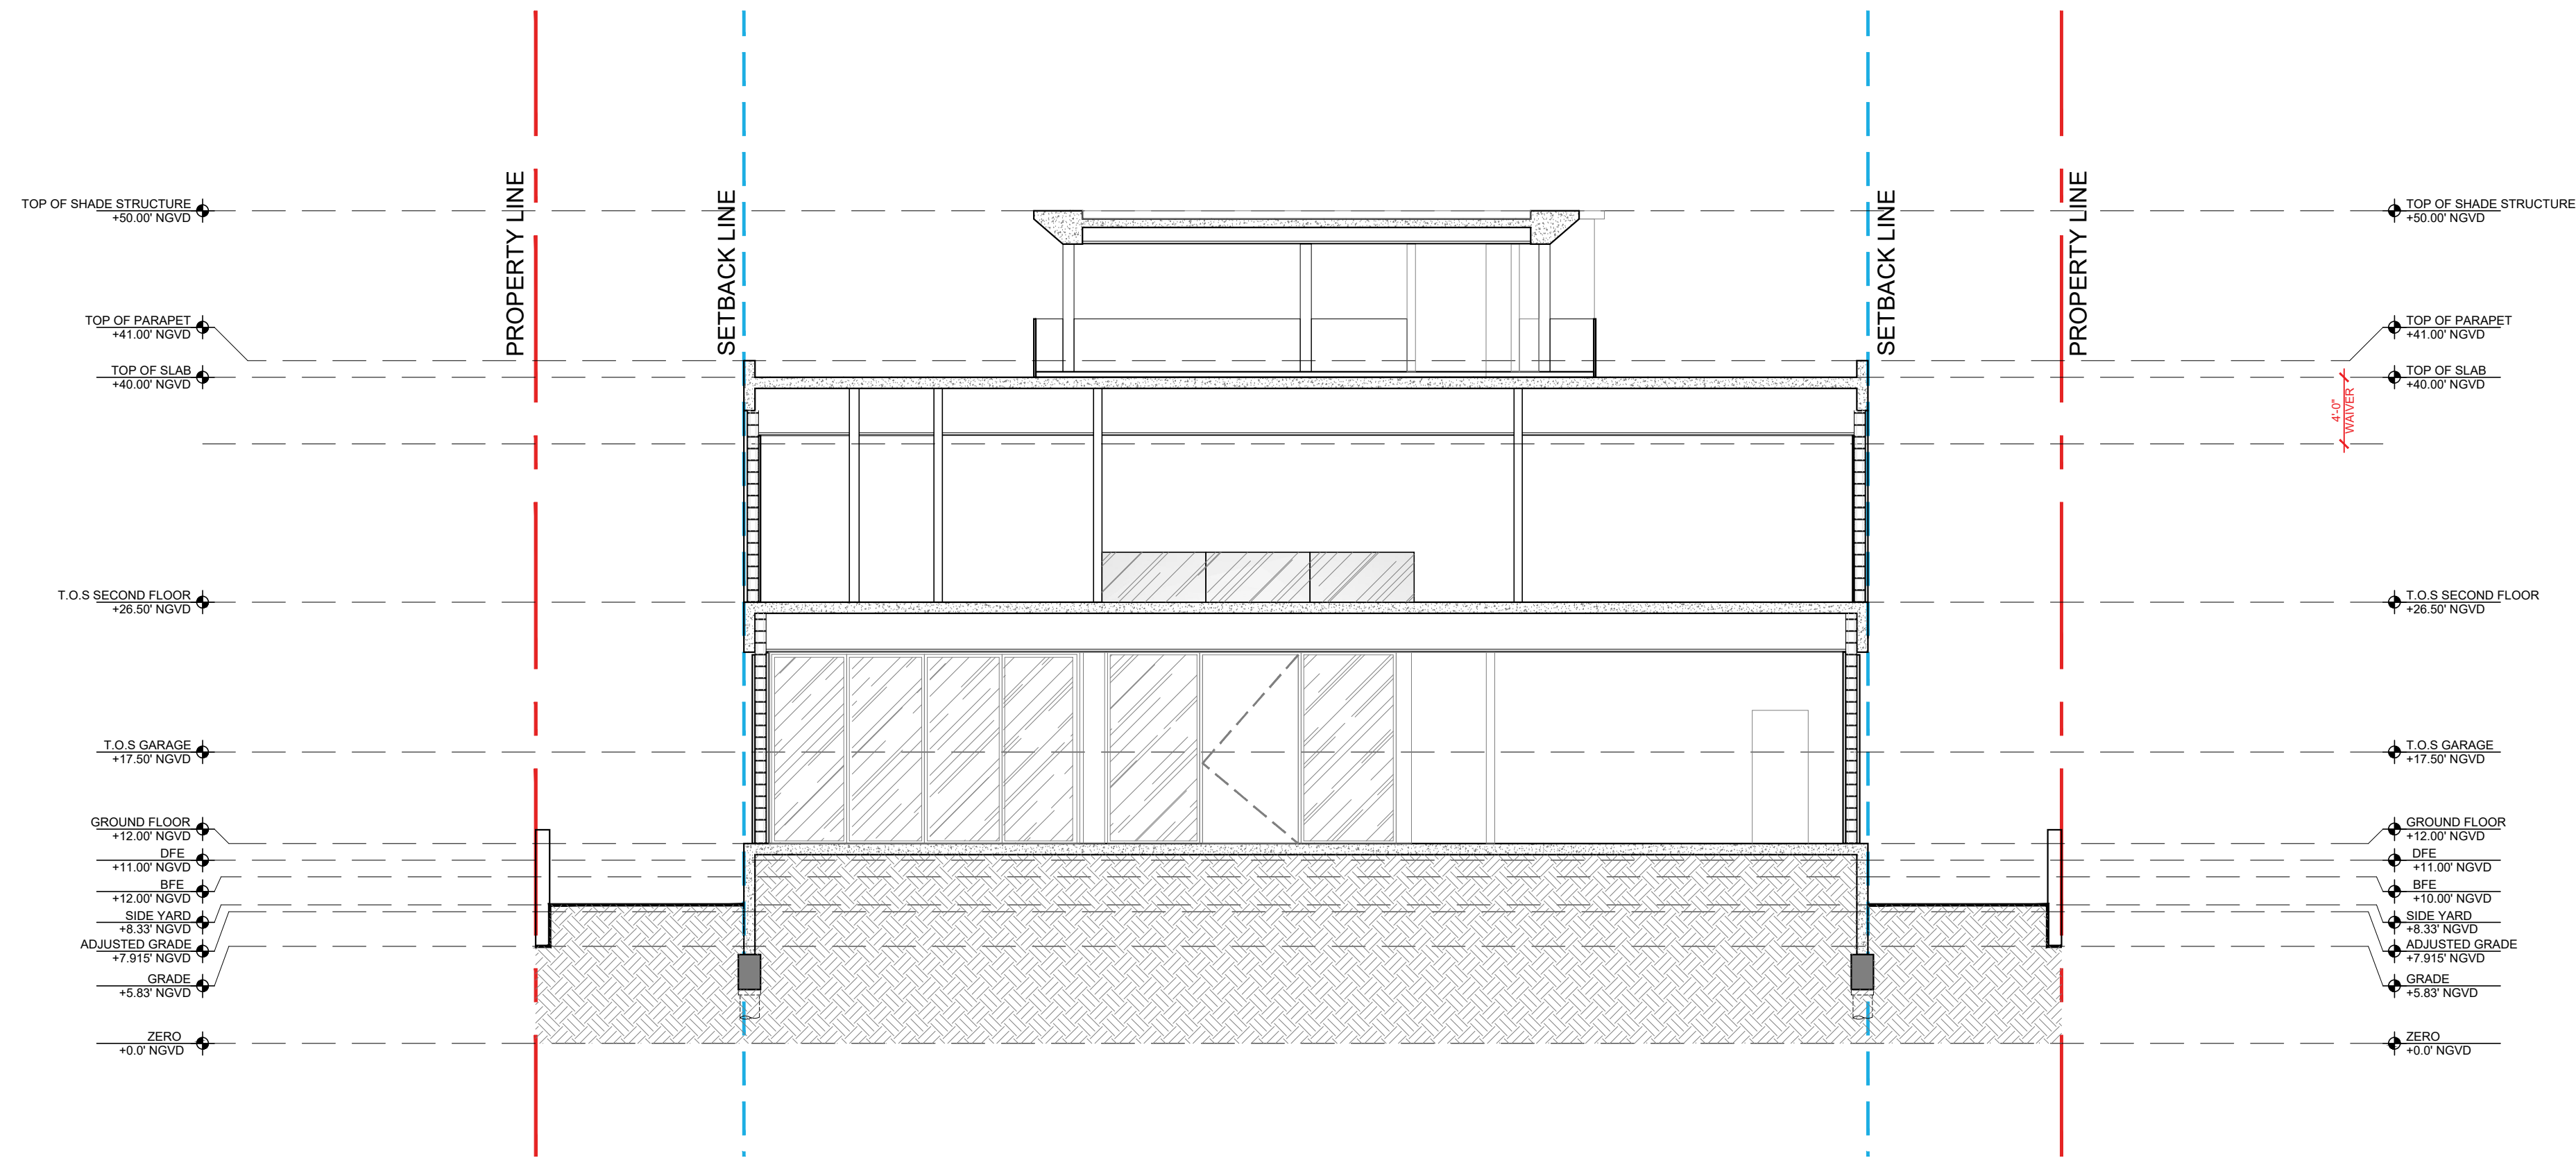 TOP OF SHADE STRUCTURE
+50.00' NGVD
TOP OF PARAPET
+41.00' NGVD
TOP OF SLAB
+40.00' NGVD
T.O.S SECOND FLOOR
+26.50' NGVD
T.O.S GARAGE
+17.50' NGVD
GROUND FLOOR
+12.00' NGVD
DFE
+11.00' NGVD
BFE
+12.00' NGVD
SIDE YARD
+8.33' NGVD
ADJUSTED GRADE
+7.915' NGVD
GRADE
+5.83' NGVD
ZERO
+0.0' NGVD
PROPERTY LINE
SETBACK LINE
SETBACK LINE
PROPERTY LINE
4'-0"
WAIVER
TOP OF SHADE STRUCTURE
+50.00' NGVD
TOP OF PARAPET
+41.00' NGVD
TOP OF SLAB
+40.00' NGVD
T.O.S SECOND FLOOR
+26.50' NGVD
T.O.S GARAGE
+17.50' NGVD
GROUND FLOOR
+12.00' NGVD
DFE
+11.00' NGVD
BFE
+10.00' NGVD
SIDE YARD
+8.33' NGVD
ADJUSTED GRADE
+7.915' NGVD
GRADE
+5.83' NGVD
ZERO
+0.0' NGVD